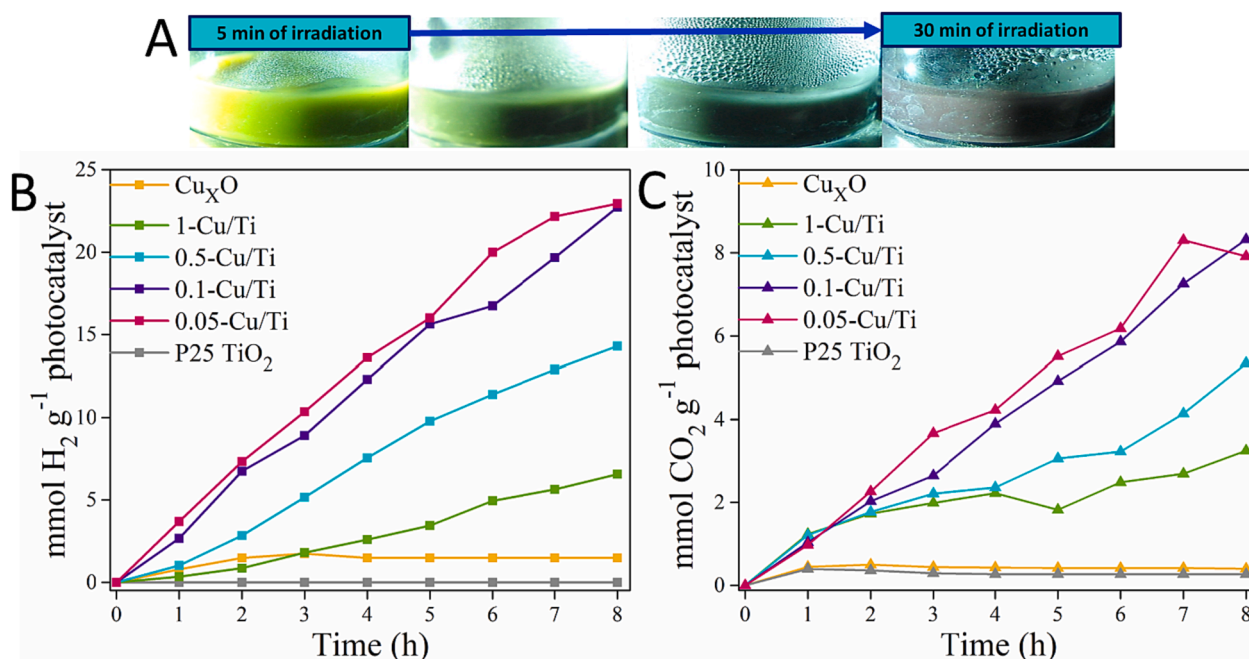 A
5 min of irradiation
30 min of irradiation
B
mmol H₂ g⁻¹ photocatalyst
25
20
15
10
5
0
CuₓO
1-Cu/Ti
0.5-Cu/Ti
0.1-Cu/Ti
0.05-Cu/Ti
P25 TiO₂
0 1 2 3 4 5 6 7 8
Time (h)
C
mmol CO₂ g⁻¹ photocatalyst
10
8
6
4
2
0
CuₓO
1-Cu/Ti
0.5-Cu/Ti
0.1-Cu/Ti
0.05-Cu/Ti
P25 TiO₂
0 1 2 3 4 5 6 7 8
Time (h)